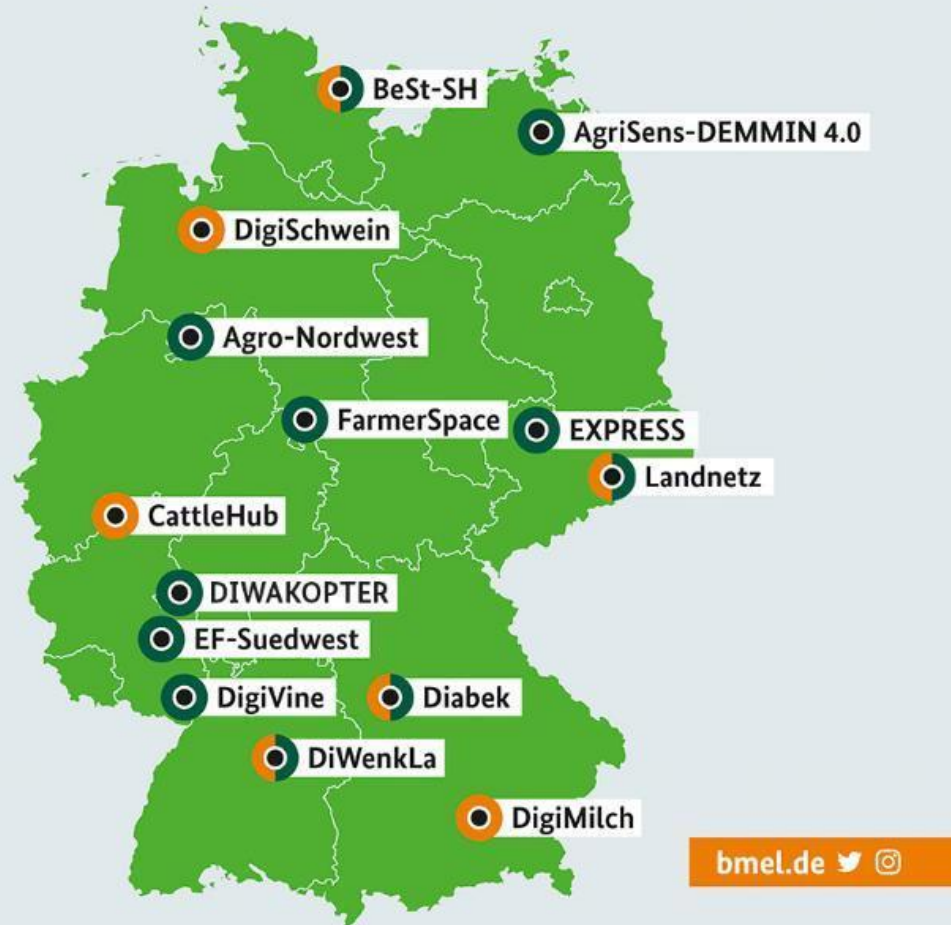 BeSt-SH
AgriSens-DEMMIN 4.0
DigiSchwein
Agro-Nordwest
FarmerSpace
EXPRESS
Landnetz
CattleHub
DIWAKOPTER
EF-Suedwest
DigiVine
Diabek
DiWenkLa
DigiMilch
bmel.de